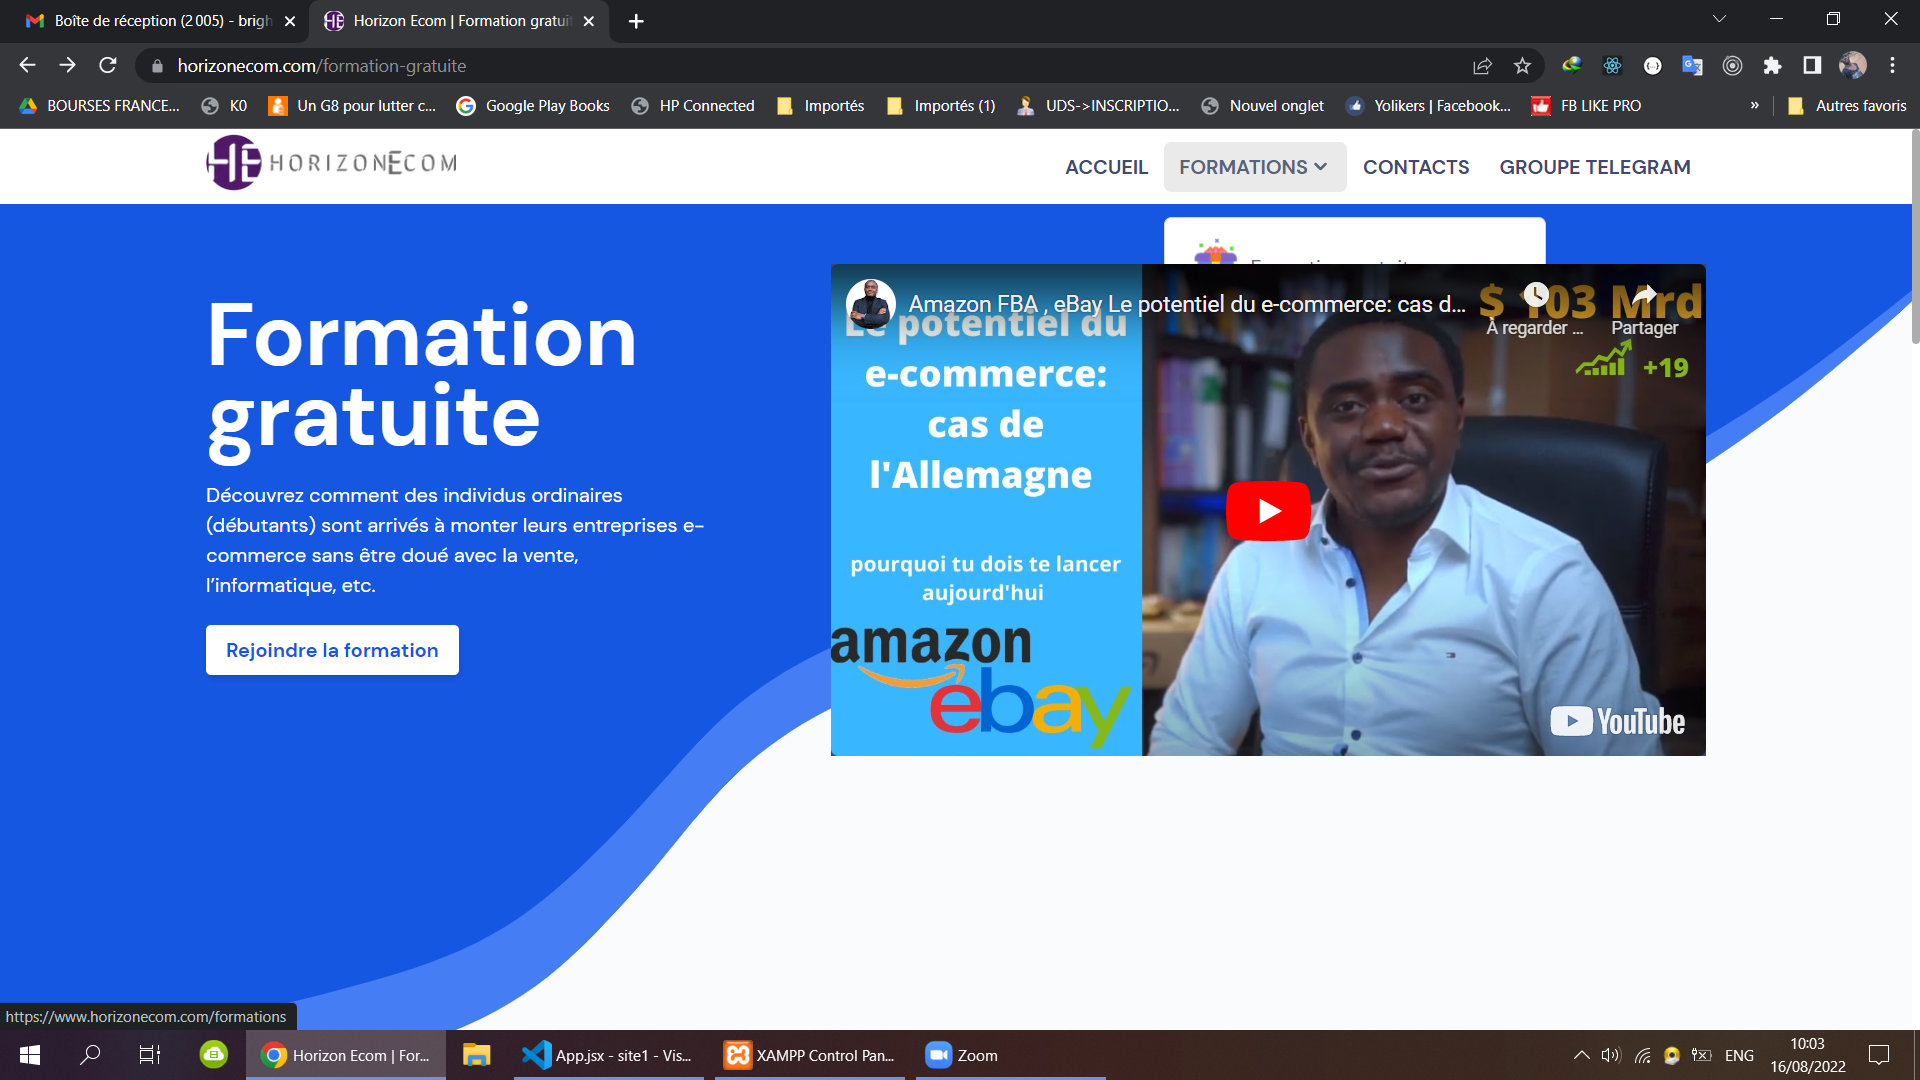 Boîte de réception (2 005) - brigh
Horizon Ecom | Formation gratuit
horizonecom.com/formation-gratuite
BOURSES FRANCE...
K0
Un G8 pour lutter c...
Google Play Books
HP Connected
Importés
Importés (1)
UDS->INSCRIPTIO...
Nouvel onglet
Yolikers | Facebook...
FB LIKE PRO
»
Autres favoris
HE HORIZONECOM
ACCUEIL
FORMATIONS
CONTACTS
GROUPE TELEGRAM
Formation
gratuite
Découvrez comment des individus ordinaires
(débutants) sont arrivés à monter leurs entreprises e-
commerce sans être doué avec la vente,
l’informatique, etc.
Rejoindre la formation
Amazon FBA , eBay Le potentiel du e-commerce: cas d...
À regarder ...
Partager
$ 103 Mrd
+19
Le potentiel du
e-commerce:
cas de
l'Allemagne
pourquoi tu dois te lancer
aujourd'hui
amazon
ebay
YouTube
https://www.horizonecom.com/formations
Horizon Ecom | For...
App.jsx - site1 - Vis...
XAMPP Control Pan...
Zoom
ENG
10:03
16/08/2022